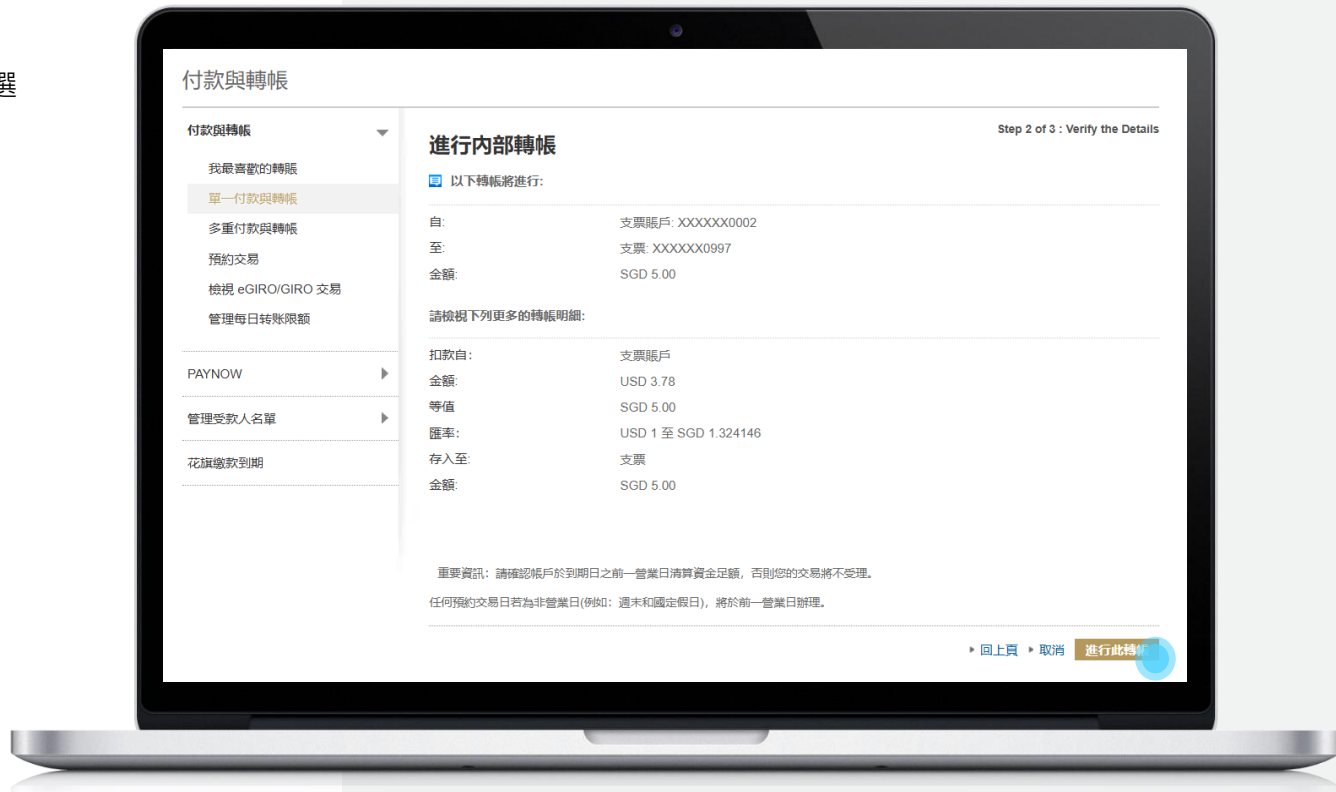 選
付款與轉帳
付款與轉帳
我最喜歡的轉賬
單一付款與轉帳
多重付款與轉帳
預約交易
檢視 eGIRO/GIRO 交易
管理每日转账限额
PAYNOW
管理受款人名單
花旗繳款到期
Step 2 of 3 : Verify the Details
進行內部轉帳
以下轉帳將進行:
自: 支票賬戶: XXXXXX0002
至: 支票: XXXXXX0997
金額: SGD 5.00
請檢視下列更多的轉帳明細:
扣款自: 支票賬戶
金額: USD 3.78
等值 SGD 5.00
匯率: USD 1 至 SGD 1.324146
存入至: 支票
金額: SGD 5.00
重要資訊: 請確認帳戶於到期日之前一營業日清算資金足額, 否則您的交易將不受理。
任何預約交易日若為非營業日(例如: 週末和國定假日), 將於前一營業日辦理。
回上頁 取消 進行此轉帳